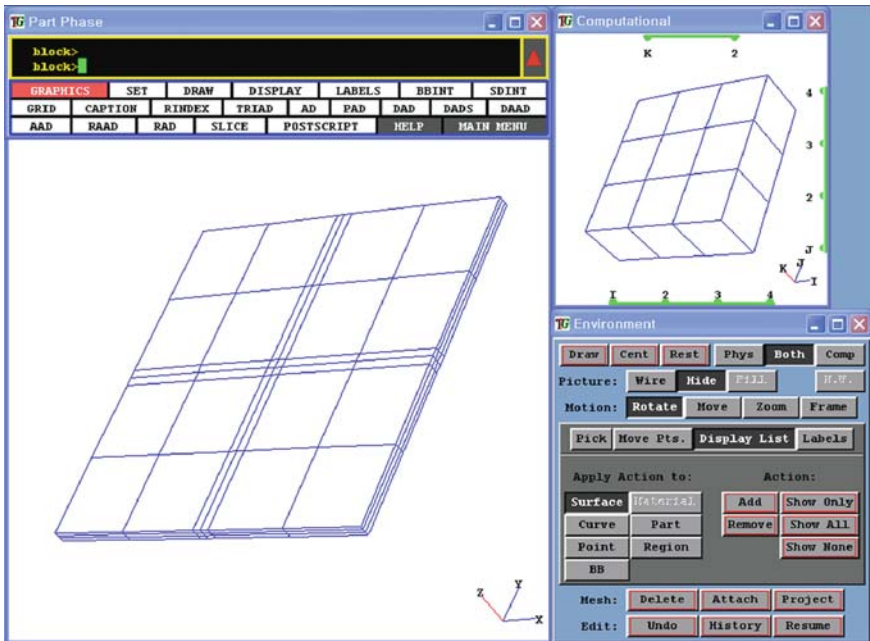 TG Part Phase
block>
block>
GRAPHICS SET DRAW DISPLAY LABELS BBINT SDINT
GRID CAPTION RINDEX TRIAD AD PAD DAD DADS DAAD
AAD RAAD RAD SLICE POSTSCRIPT HELP MAIN MENU
Z Y X
TG Computational
K 2
4
3
2
J
K J I
I 2 3 4
TG Environment
Draw Cent Rest Phys Both Comp
Picture: Wire Hide Fill H.W.
Motion: Rotate Move Zoom Frame
Pick Move Pts. Display List Labels
Apply Action to: Action:
Surface Material Add Show Only
Curve Part Remove Show All
Point Region Show None
BB
Mesh: Delete Attach Project
Edit: Undo History Resume